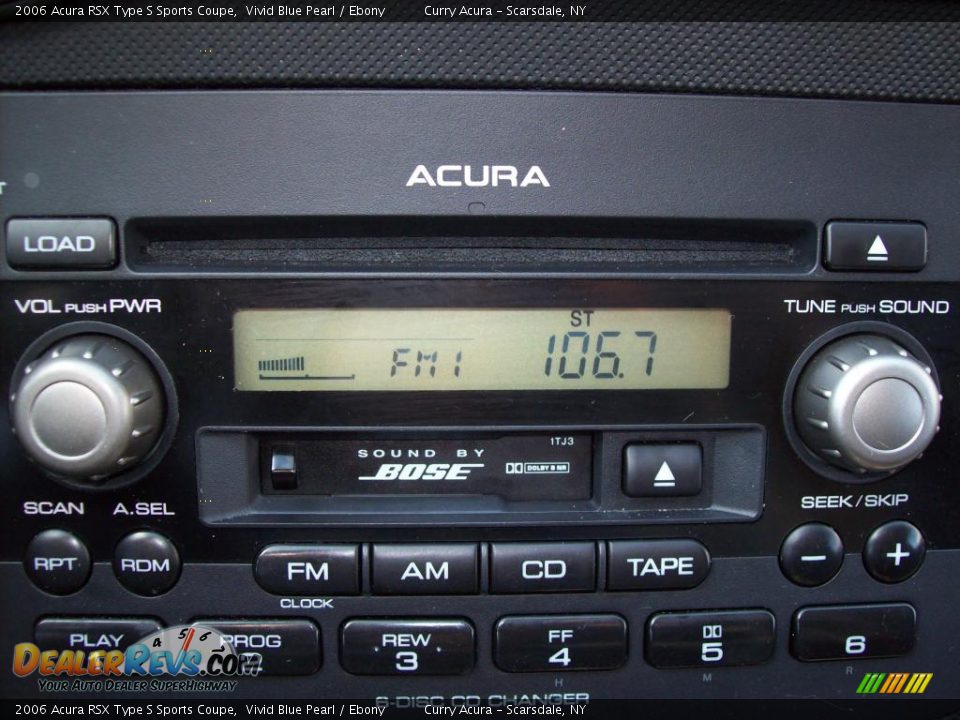 2006 Acura RSX Type S Sports Coupe, Vivid Blue Pearl / Ebony Curry Acura - Scarsdale, NY
ACURA
LOAD
VOL PUSH PWR
TUNE PUSH SOUND
ST
FM1 106.7
1TJ3
SOUND BY
BOSE
DOLBY B NR
SCAN A.SEL
SEEK / SKIP
RPT RDM
FM AM CD TAPE
- +
CLOCK
PLAY PROG REW FF
3 4 5 6
H M R
DEALERREVS.COM
4 5 6
YOUR AUTO DEALER SUPERHIGHWAY
6-DISC CD CHANGER
2006 Acura RSX Type S Sports Coupe, Vivid Blue Pearl / Ebony Curry Acura - Scarsdale, NY